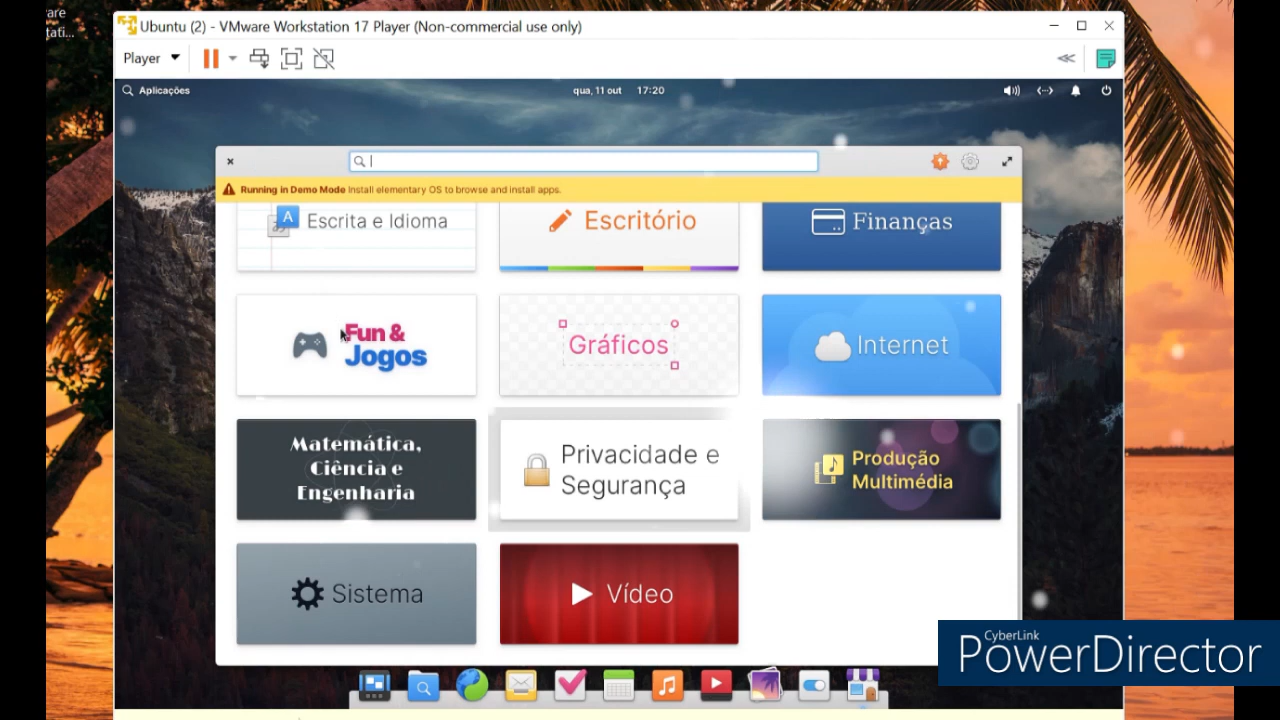 are
tati...
Ubuntu (2) - VMware Workstation 17 Player (Non-commercial use only)
Player
Aplicações
qua, 11 out 17:20
Running in Demo Mode Install elementary OS to browse and install apps.
A
Escrita e Idioma
Escritório
Finanças
Fun &
Jogos
Gráficos
Internet
Matemática,
Ciência e
Engenharia
Privacidade e
Segurança
Produção
Multimédia
Sistema
Vídeo
CyberLink
PowerDirector